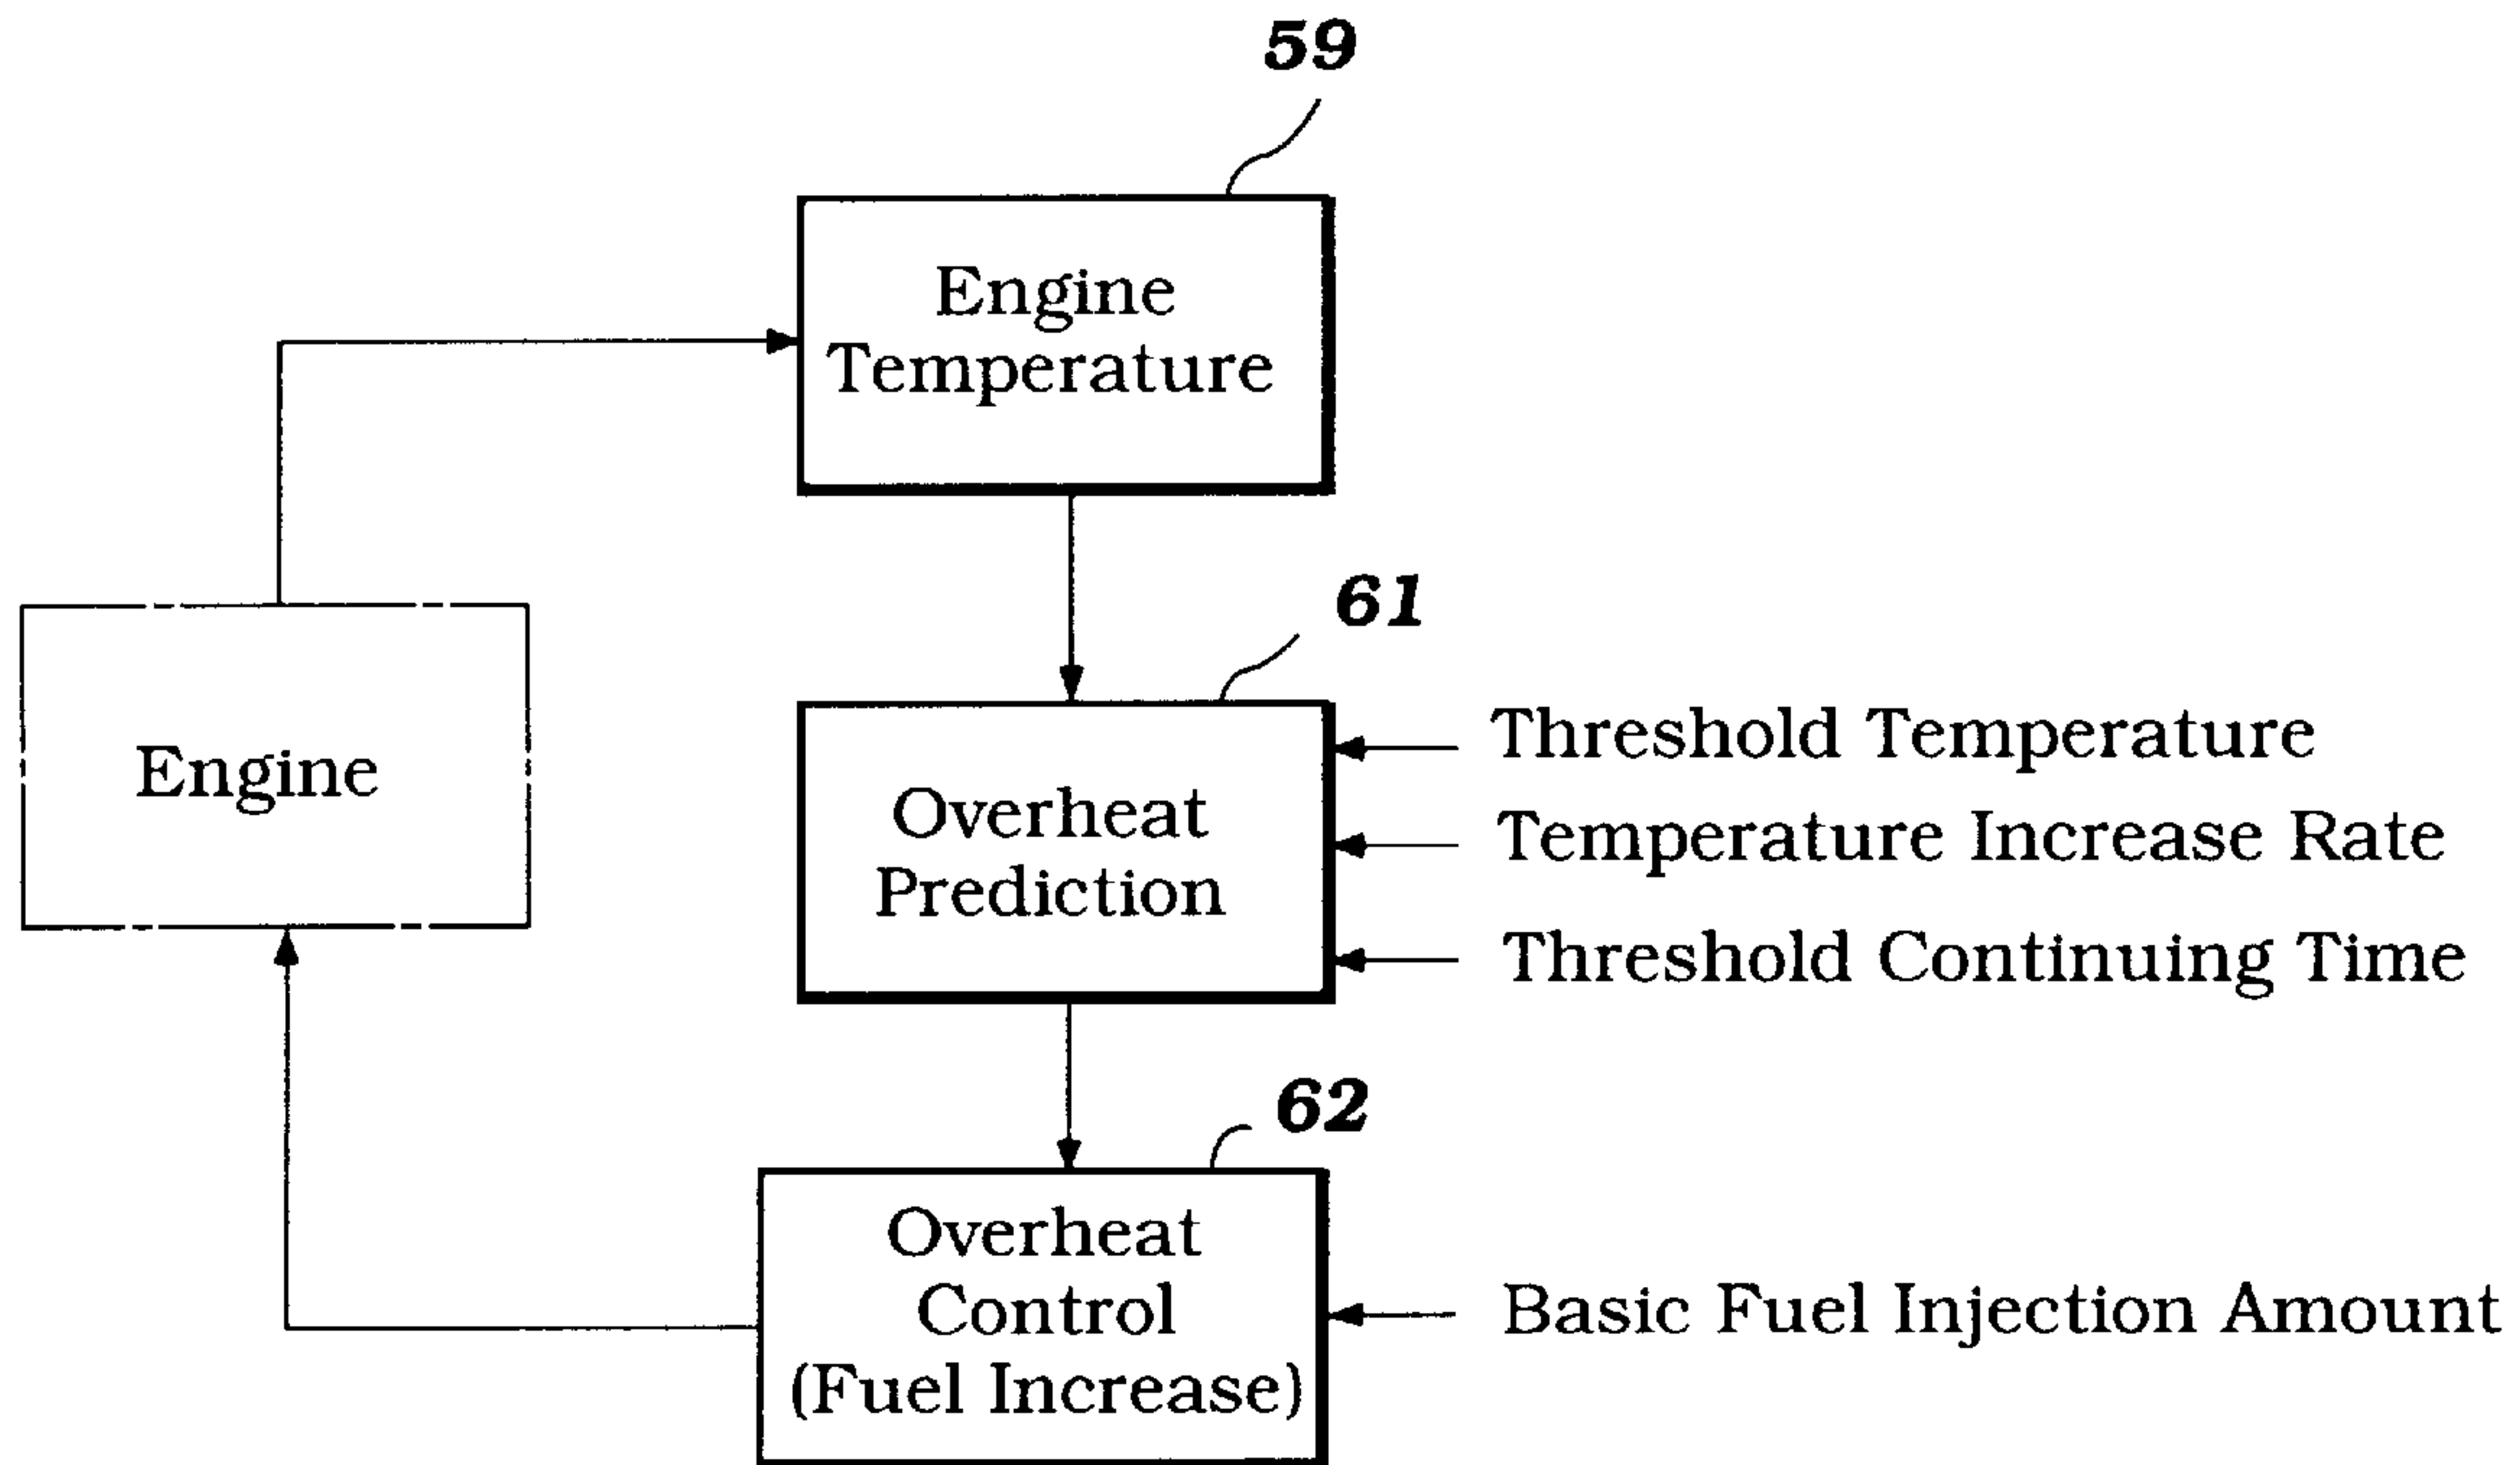 59
Engine
Temperature
61
Engine
Overheat
Prediction
Threshold Temperature
Temperature Increase Rate
Threshold Continuing Time
62
Overheat
Control
(Fuel Increase)
Basic Fuel Injection Amount